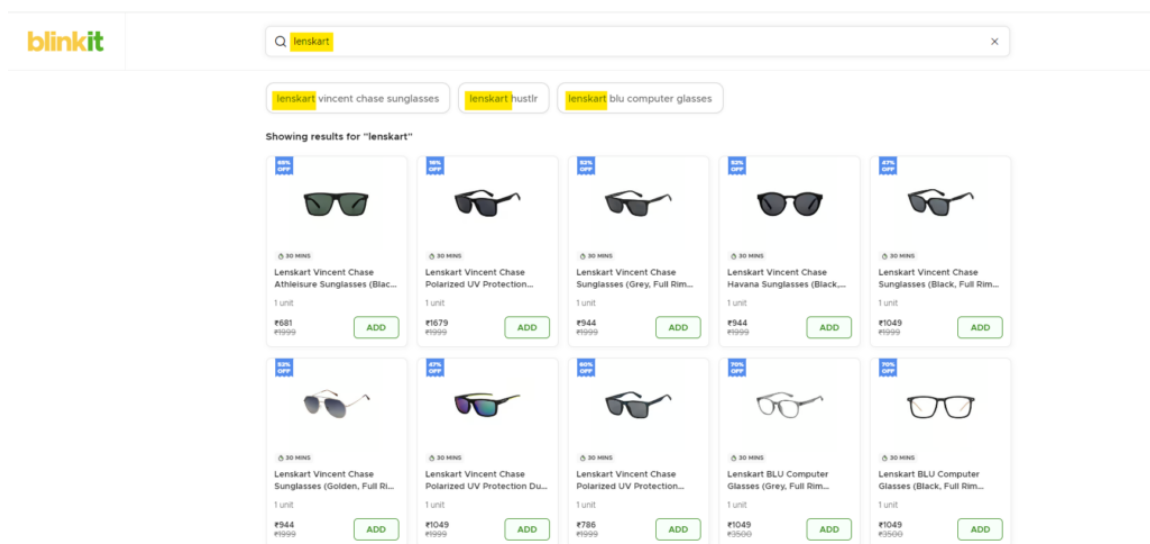 blinkit
lenskart
lenskart vincent chase sunglasses
lenskart hustlr
lenskart blu computer glasses
Showing results for "lenskart"
OFF
OFF
OFF
OFF
47%
OFF
30 MINS
30 MINS
30 MINS
30 MINS
30 MINS
Lenskart Vincent Chase
Athleisure Sunglasses (Blac...
Lenskart Vincent Chase
Polarized UV Protection...
Lenskart Vincent Chase
Sunglasses (Grey, Full Rim...
Lenskart Vincent Chase
Havana Sunglasses (Black,...
Lenskart Vincent Chase
Sunglasses (Black, Full Rim...
1 unit
1 unit
1 unit
1 unit
1 unit
₹681
₹1999
ADD
₹1679
₹1999
ADD
₹944
₹1999
ADD
₹944
₹1999
ADD
₹1049
₹1999
ADD
OFF
47%
OFF
OFF
70%
OFF
70%
OFF
30 MINS
30 MINS
30 MINS
30 MINS
30 MINS
Lenskart Vincent Chase
Sunglasses (Golden, Full Ri...
Lenskart Vincent Chase
Polarized UV Protection Du...
Lenskart Vincent Chase
Polarized UV Protection...
Lenskart BLU Computer
Glasses (Grey, Full Rim...
Lenskart BLU Computer
Glasses (Black, Full Rim...
1 unit
1 unit
1 unit
1 unit
1 unit
₹944
₹1999
ADD
₹1049
₹1999
ADD
₹786
₹1999
ADD
₹1049
₹3500
ADD
₹1049
₹3500
ADD